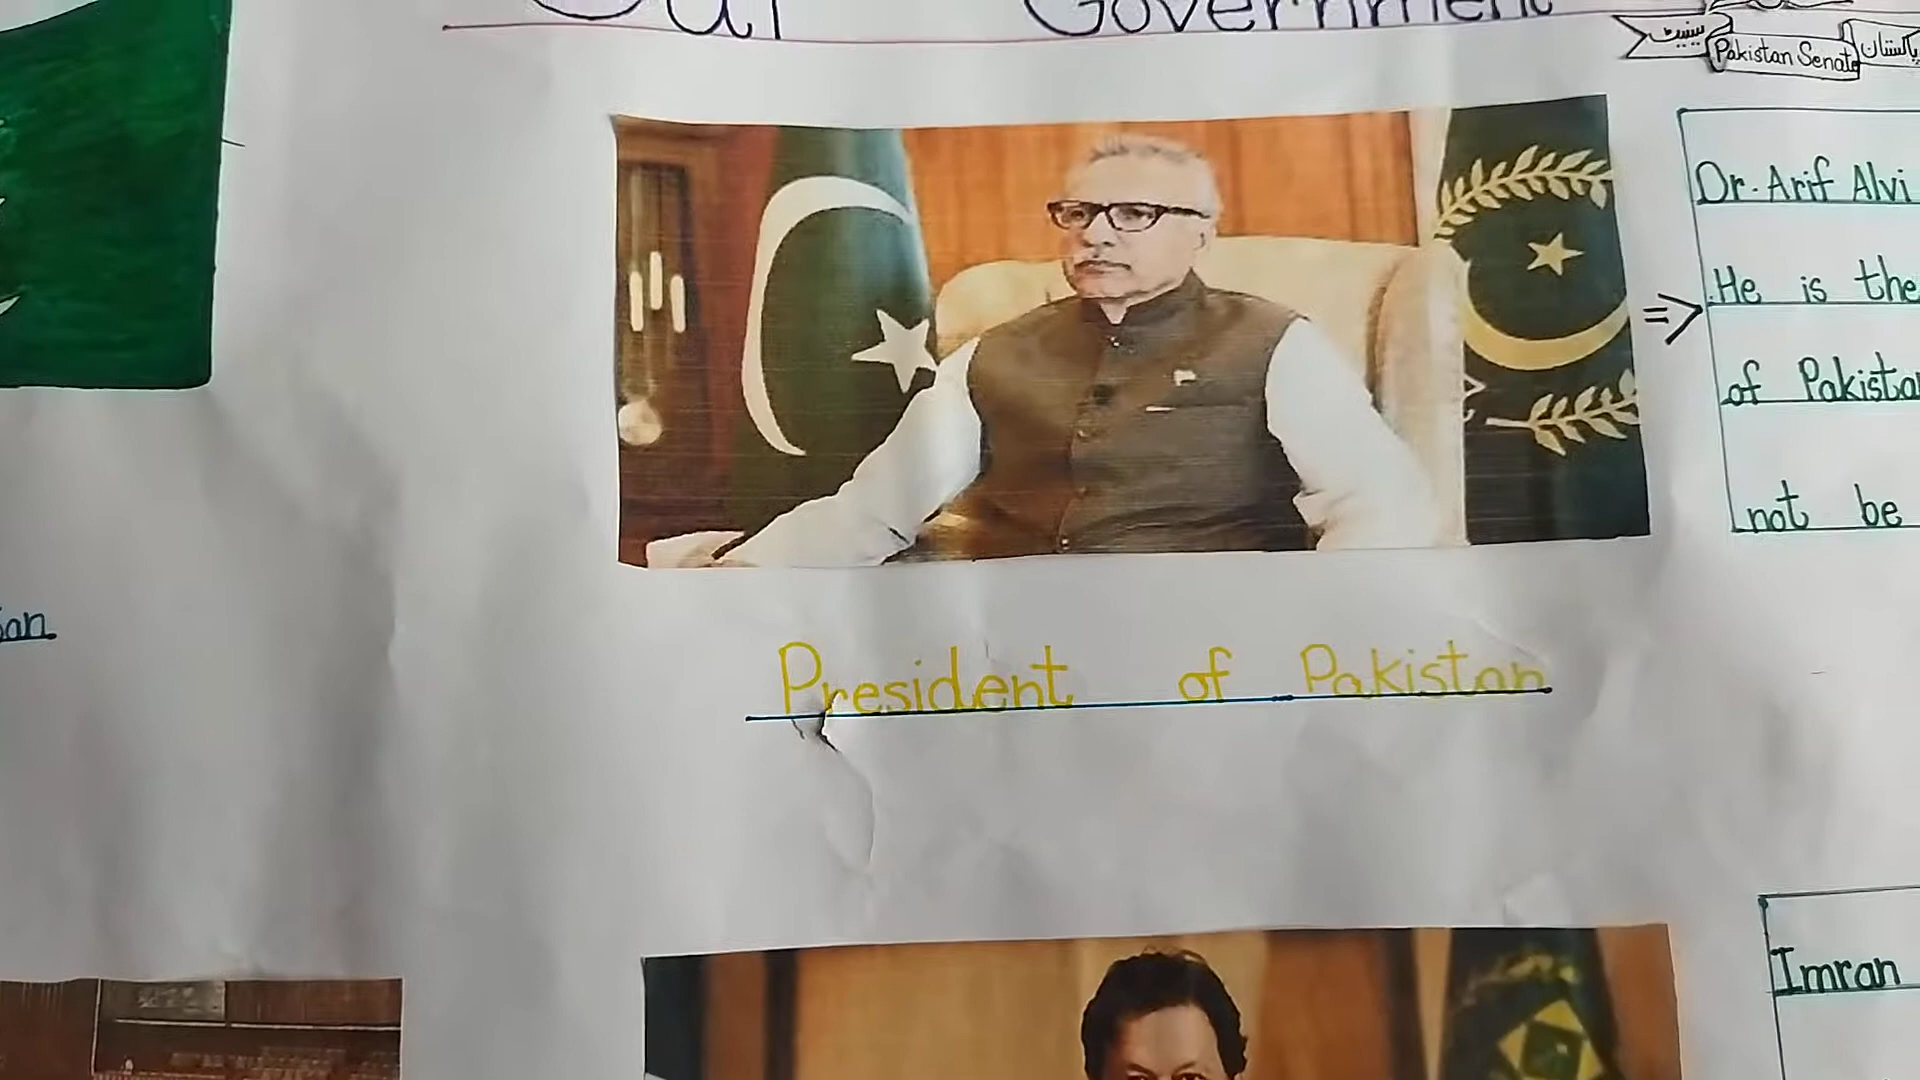 Our Government
سینیٹ Pakistan Senate پاکستان
Dr. Arif Alvi
He is the
of Pakistan
not be
President of Pakistan
Imran